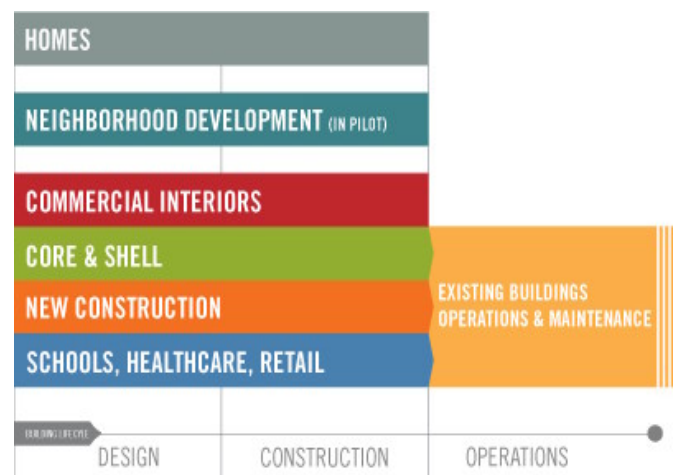 HOMES
NEIGHBORHOOD DEVELOPMENT (IN PILOT)
COMMERCIAL INTERIORS
CORE & SHELL
NEW CONSTRUCTION
SCHOOLS, HEALTHCARE, RETAIL
EXISTING BUILDINGS
OPERATIONS & MAINTENANCE
BUILDING LIFECYLE
DESIGN
CONSTRUCTION
OPERATIONS